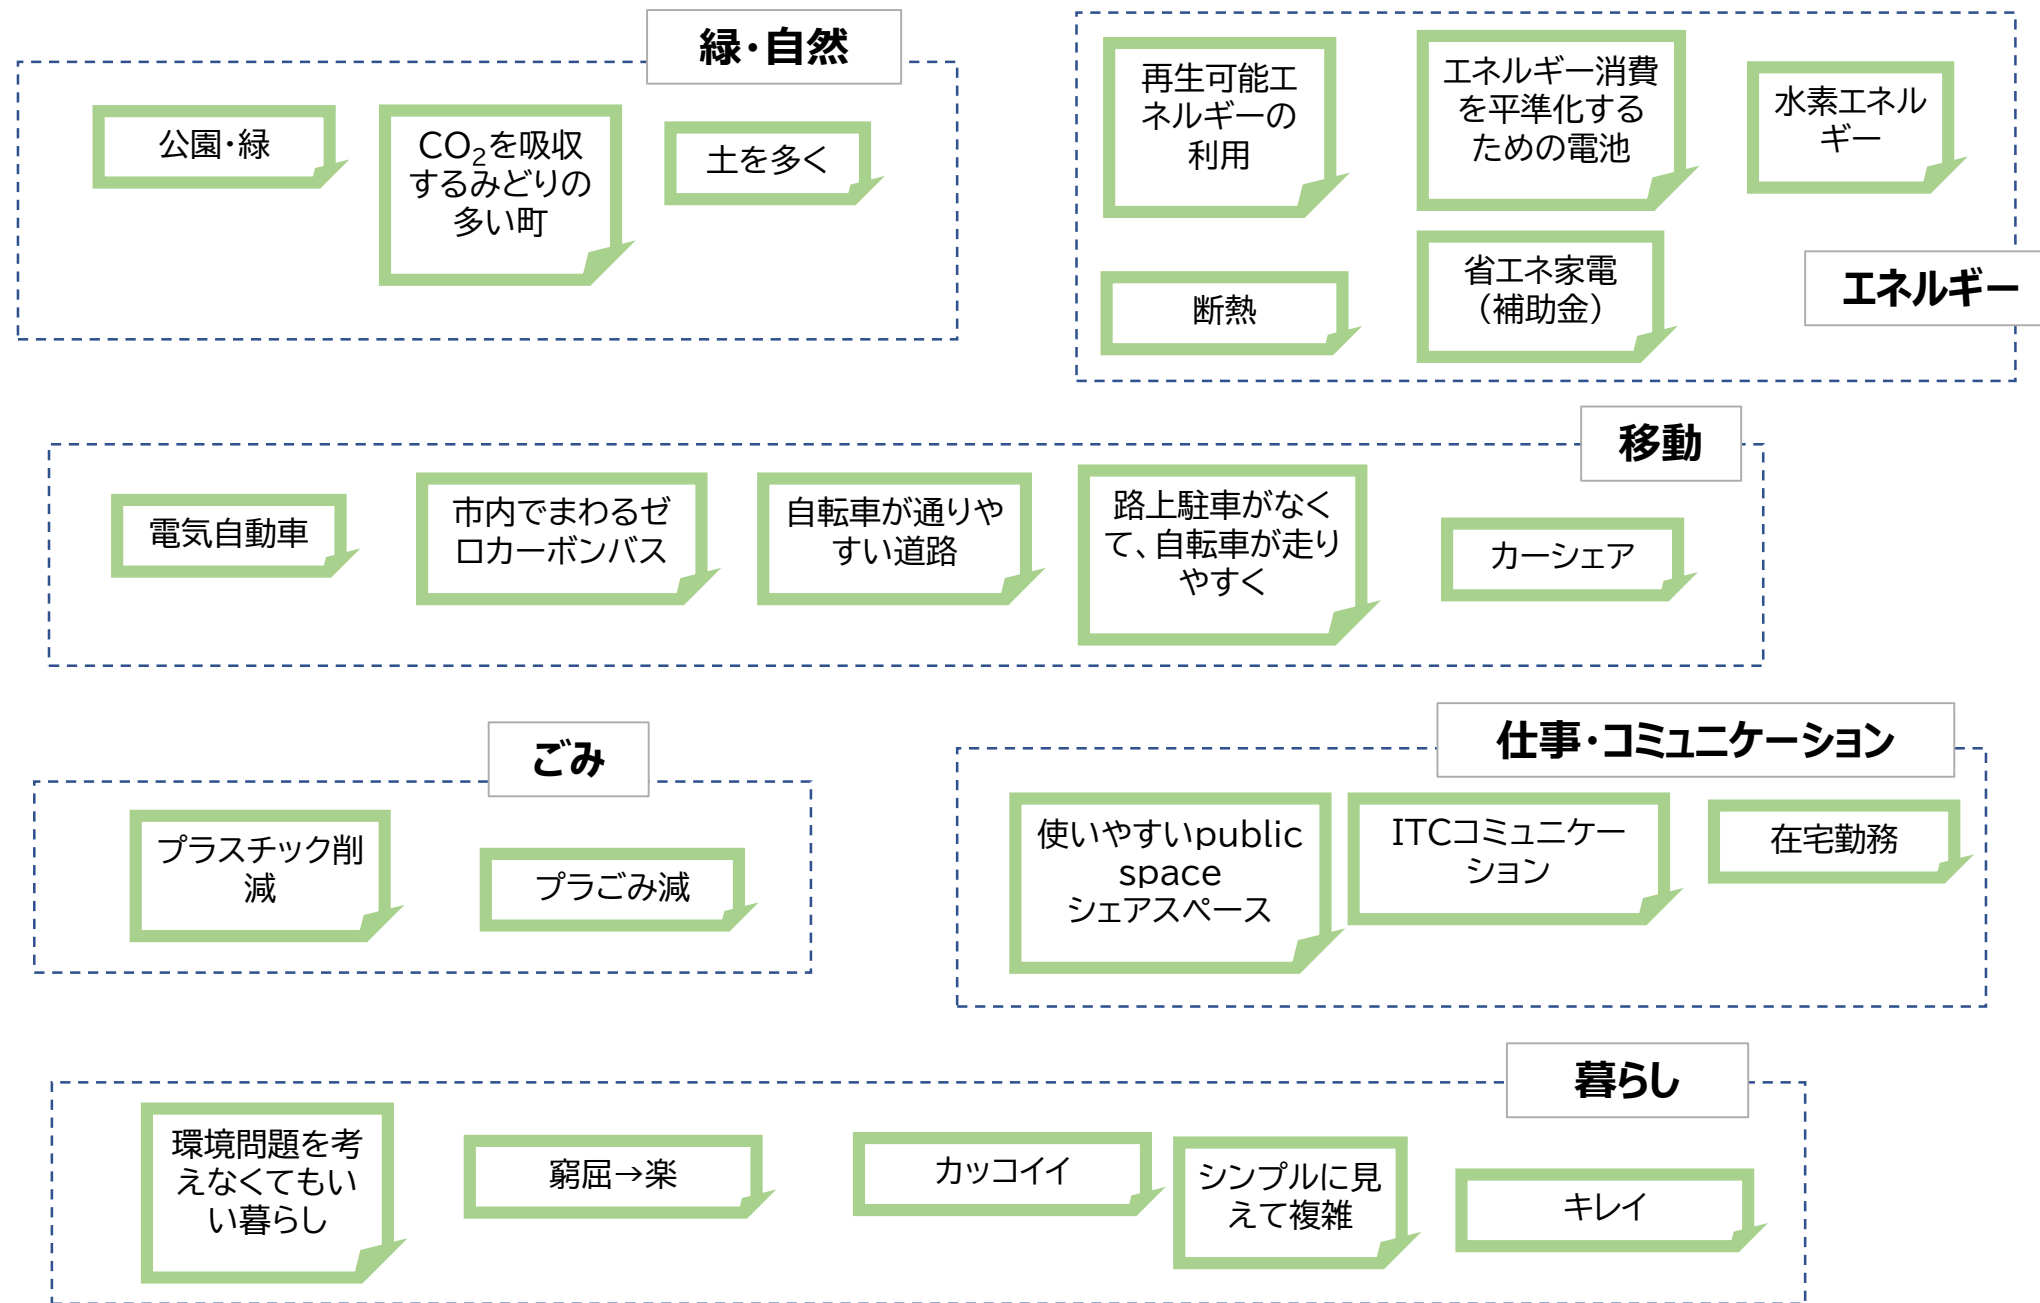 緑・自然
公園・緑
CO₂を吸収
するみどりの
多い町
土を多く
再生可能エ
ネルギーの
利用
エネルギー消費
を平準化する
ための電池
水素エネル
ギー
断熱
省エネ家電
（補助金）
エネルギー
移動
電気自動車
市内でまわるゼ
ロカーボンバス
自転車が通りや
すい道路
路上駐車がなく
て、自転車が走り
やすく
カーシェア
ごみ
プラスチック削
減
プラごみ減
仕事・コミュニケーション
使いやすいpublic
space
シェアスペース
ITCコミュニケー
ション
在宅勤務
暮らし
環境問題を考
えなくてもい
い暮らし
窮屈→楽
カッコイイ
シンプルに見
えて複雑
キレイ